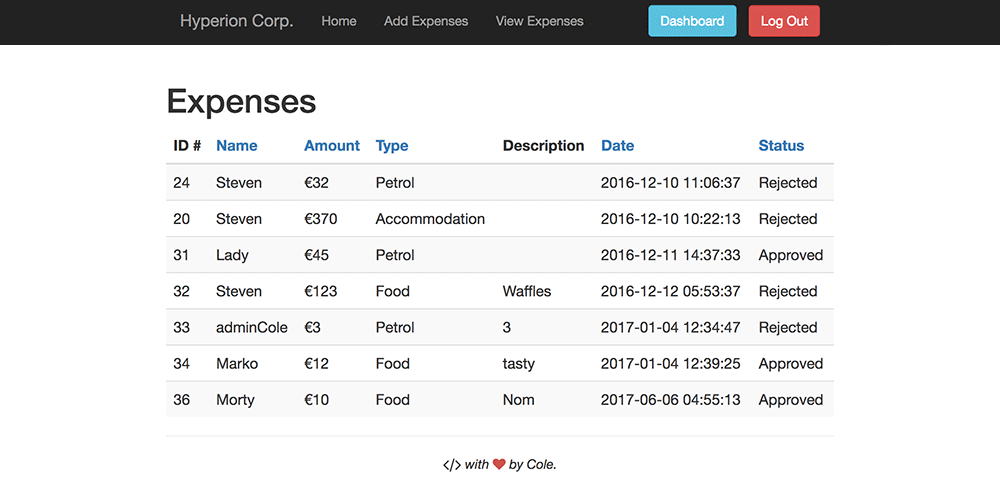 Hyperion Corp. Home Add Expenses View Expenses Dashboard Log Out
Expenses
ID # Name Amount Type Description Date Status
24 Steven €32 Petrol 2016-12-10 11:06:37 Rejected
20 Steven €370 Accommodation 2016-12-10 10:22:13 Rejected
31 Lady €45 Petrol 2016-12-11 14:37:33 Approved
32 Steven €123 Food Waffles 2016-12-12 05:53:37 Rejected
33 adminCole €3 Petrol 3 2017-01-04 12:34:47 Rejected
34 Marko €12 Food tasty 2017-01-04 12:39:25 Approved
36 Morty €10 Food Nom 2017-06-06 04:55:13 Approved
</> with ❤ by Cole.